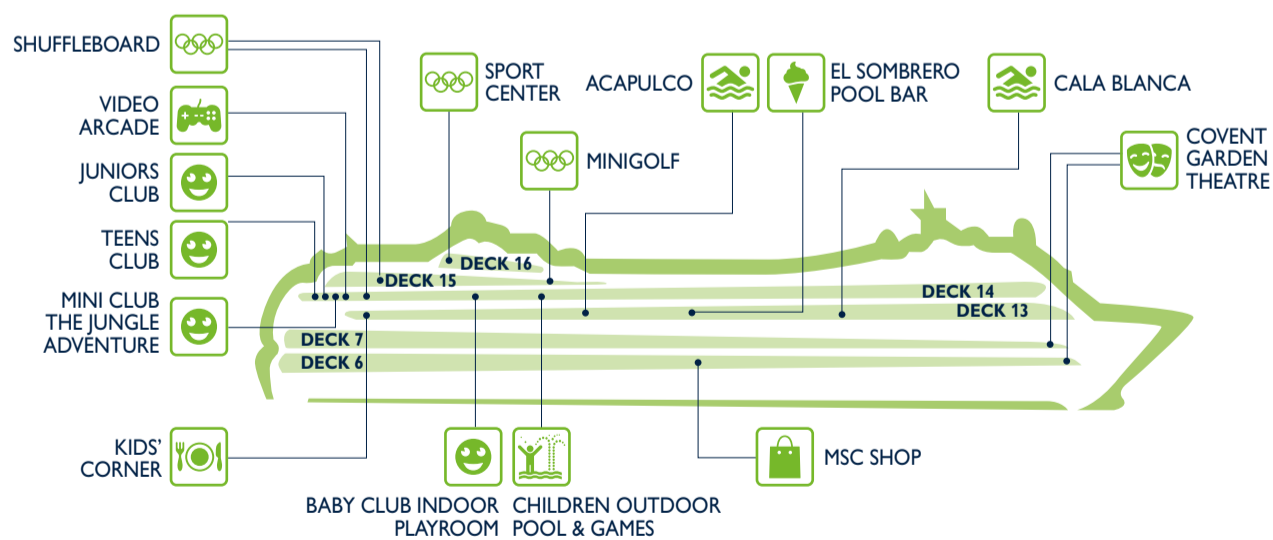 SHUFFLEBOARD
VIDEO
ARCADE
JUNIORS
CLUB
TEENS
CLUB
MINI CLUB
THE JUNGLE
ADVENTURE
KIDS'
CORNER
SPORT
CENTER
MINIGOLF
ACAPULCO
EL SOMBRERO
POOL BAR
CALA BLANCA
COVENT
GARDEN
THEATRE
DECK 16
DECK 15
DECK 14
DECK 13
DECK 7
DECK 6
BABY CLUB INDOOR
PLAYROOM
CHILDREN OUTDOOR
POOL & GAMES
MSC SHOP